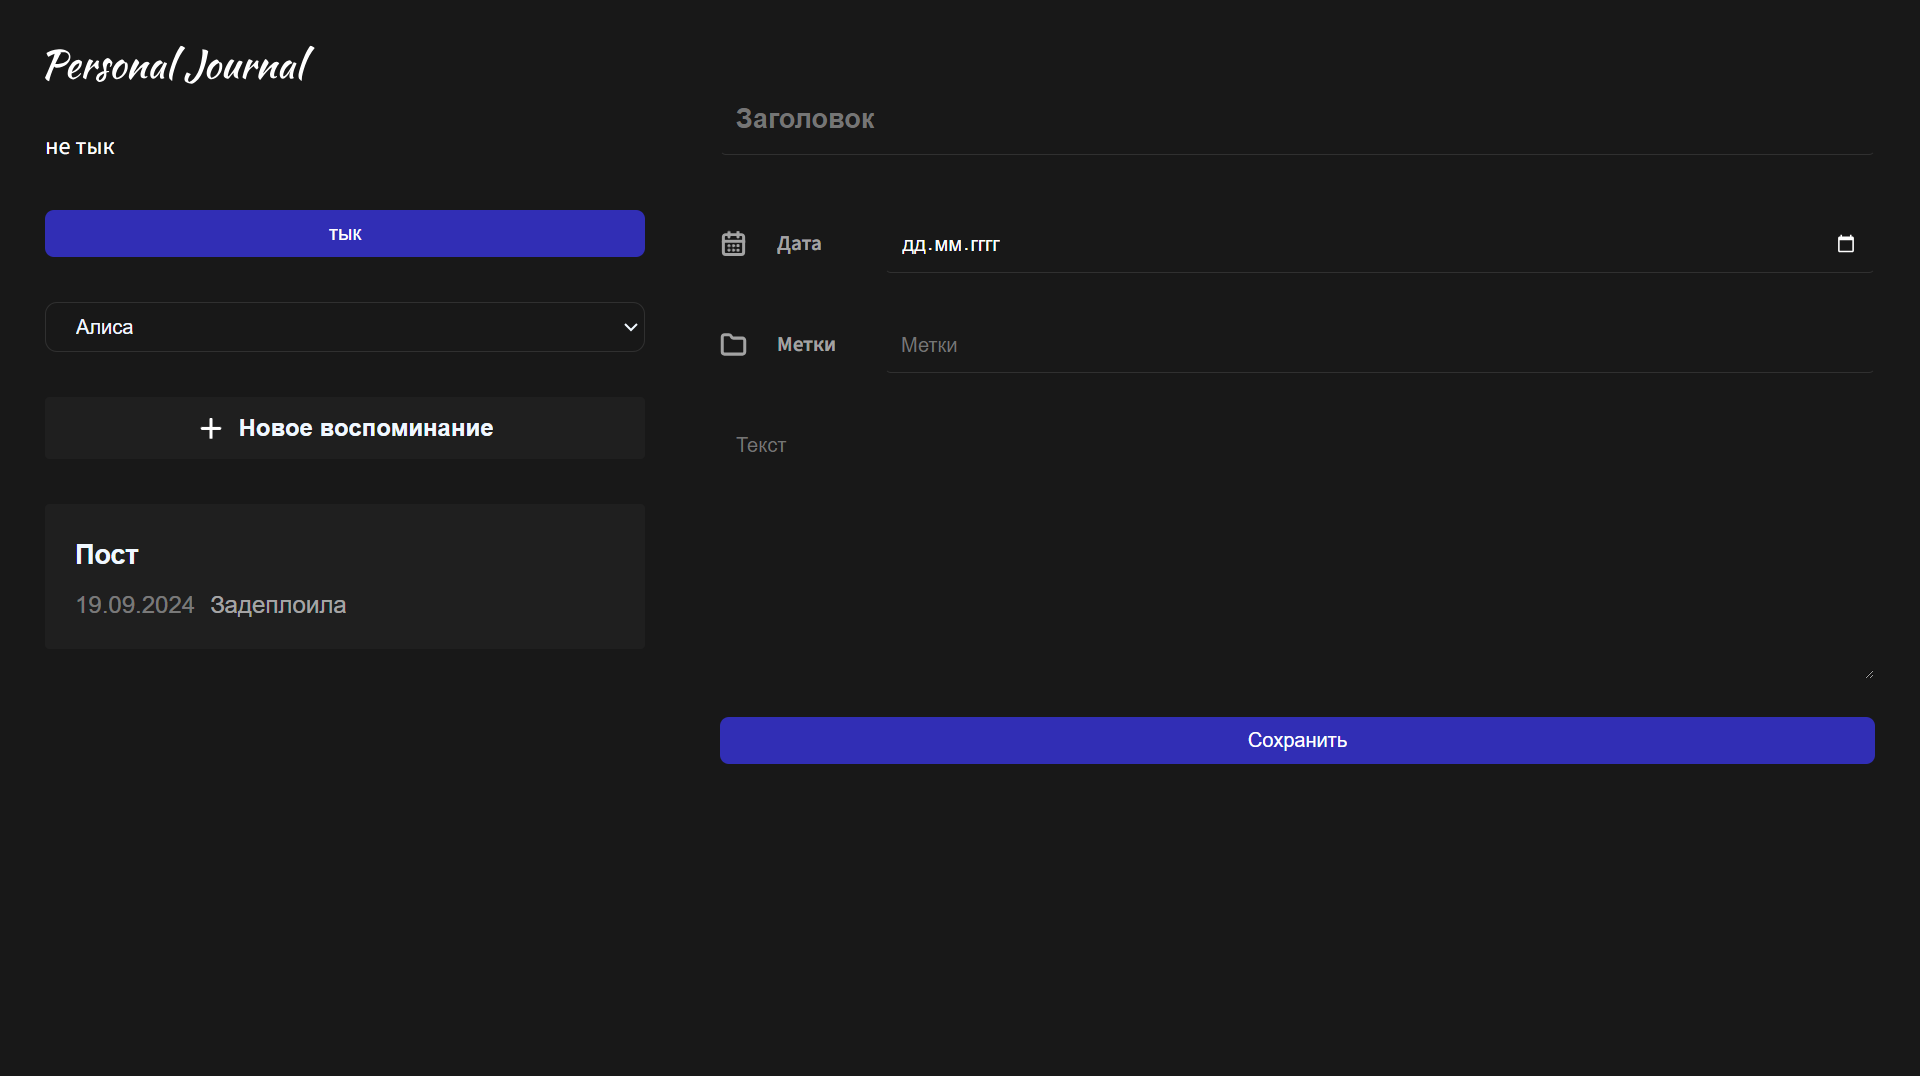 Personal Journal
не тык
тык
Алиса
Новое воспоминание
Пост
19.09.2024 Задеплоила
Заголовок
Дата дд.мм.гггг
Метки Метки
Текст
Сохранить